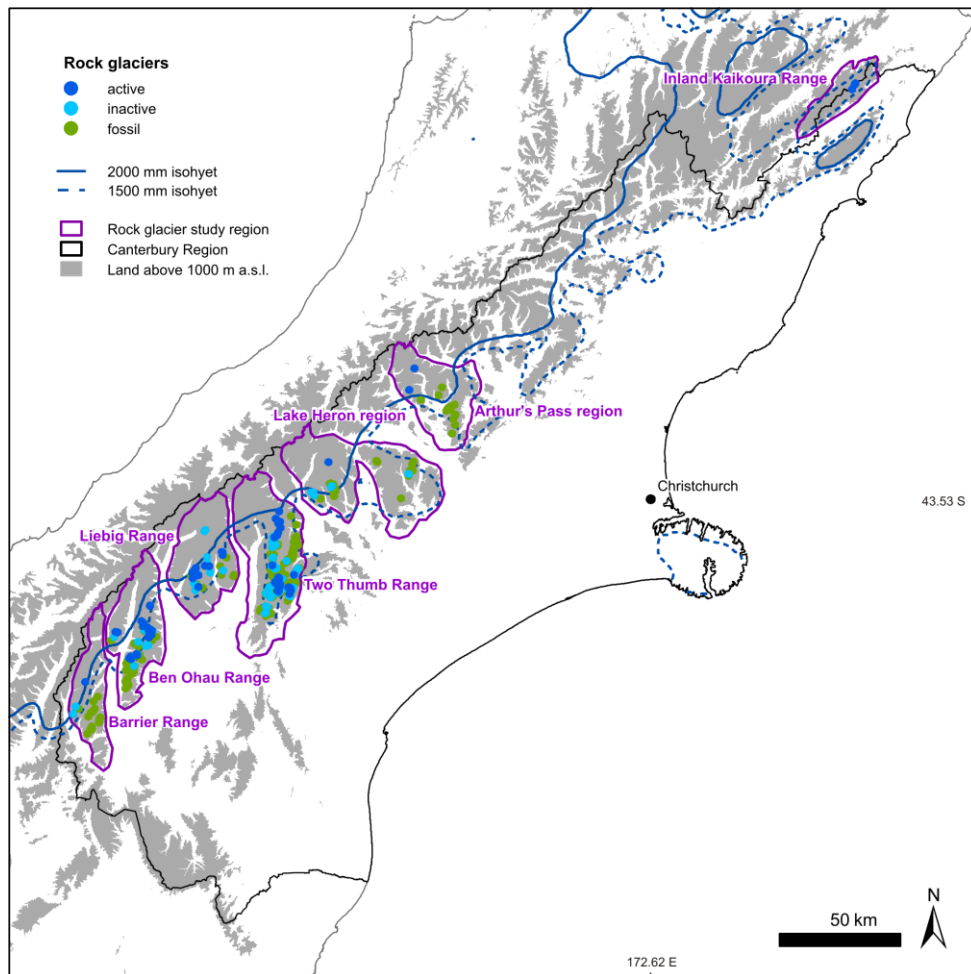 Rock glaciers
active
inactive
fossil
2000 mm isohyet
1500 mm isohyet
Rock glacier study region
Canterbury Region
Land above 1000 m a.s.l.
Inland Kaikoura Range
Arthur's Pass region
Lake Heron region
Christchurch
43.53 S
Liebig Range
Two Thumb Range
Ben Ohau Range
Barrier Range
N
50 km
172.62 E